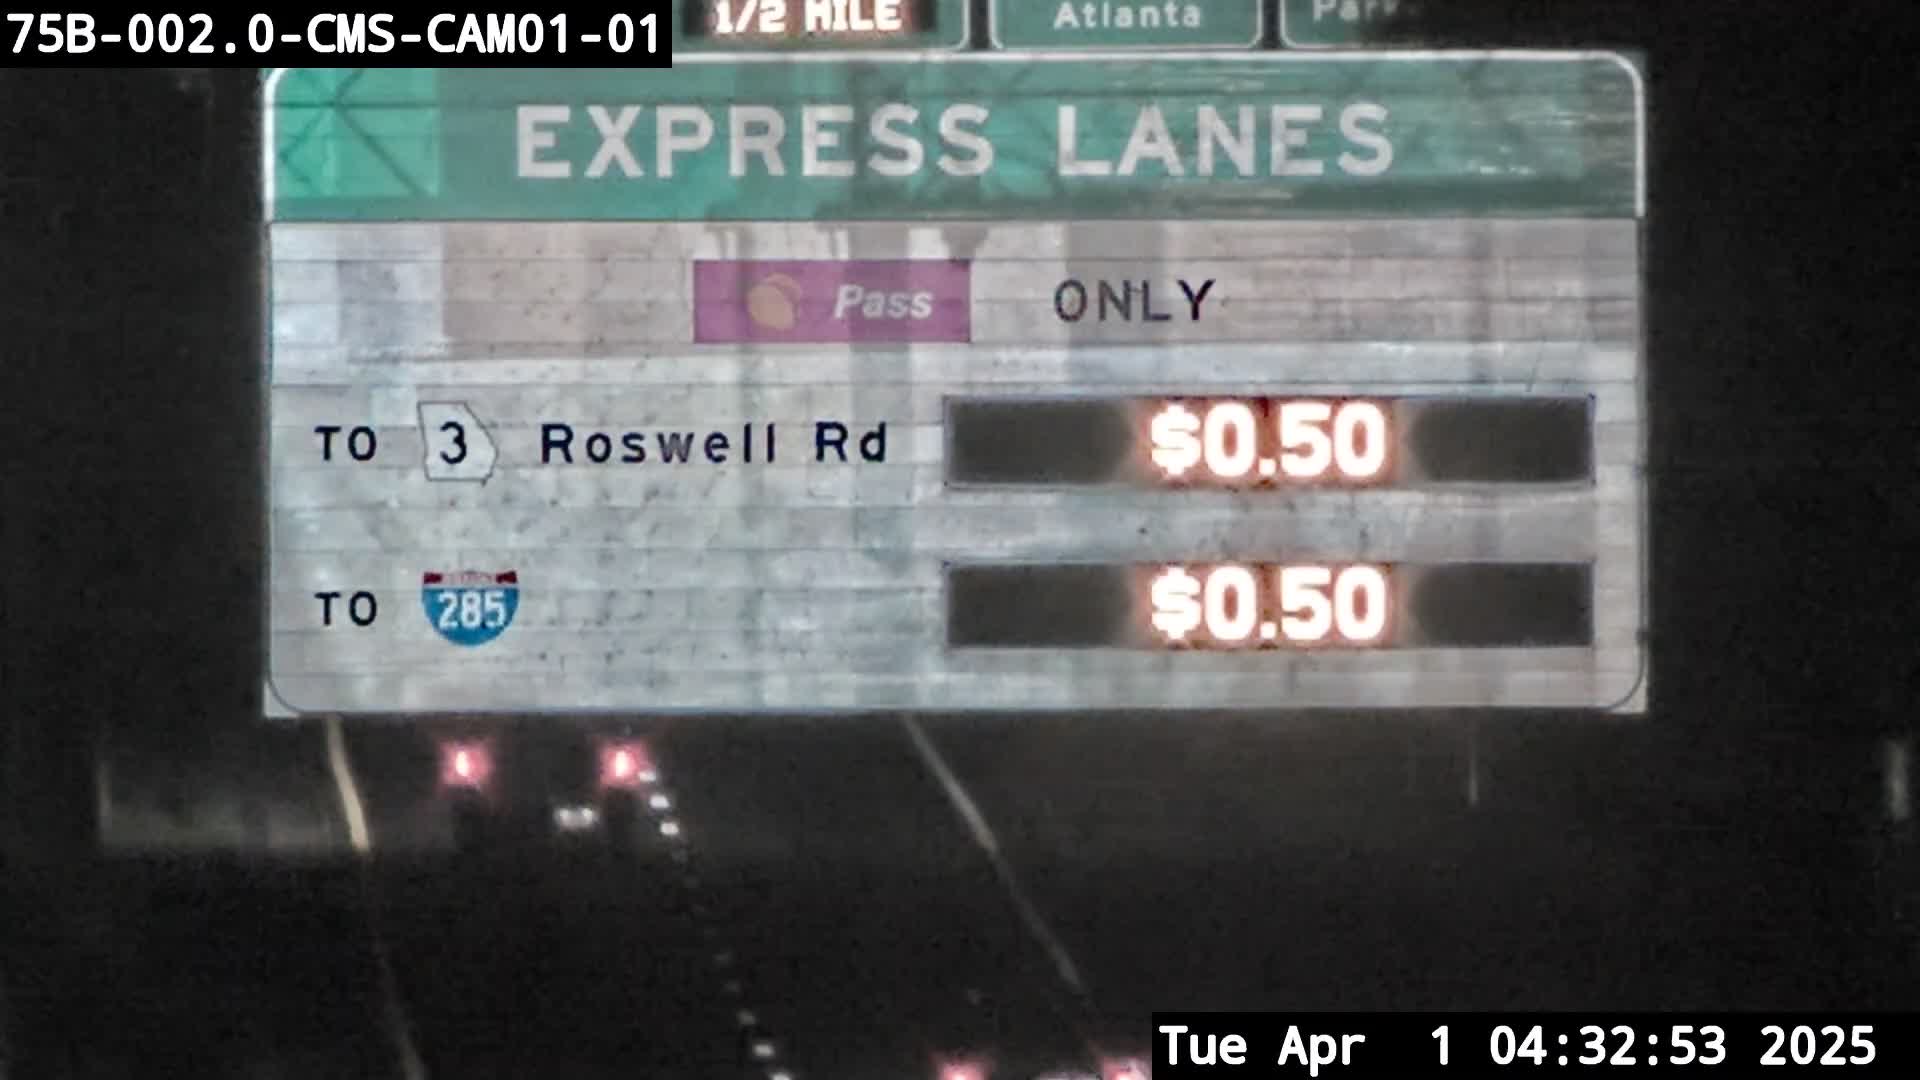 75B-002.0-CMS-CAM01-01
1/2 MILE
Atlanta
Park
EXPRESS LANES
Pass ONLY
TO 3 Roswell Rd $0.50
TO 285 $0.50
Tue Apr 1 04:32:53 2025